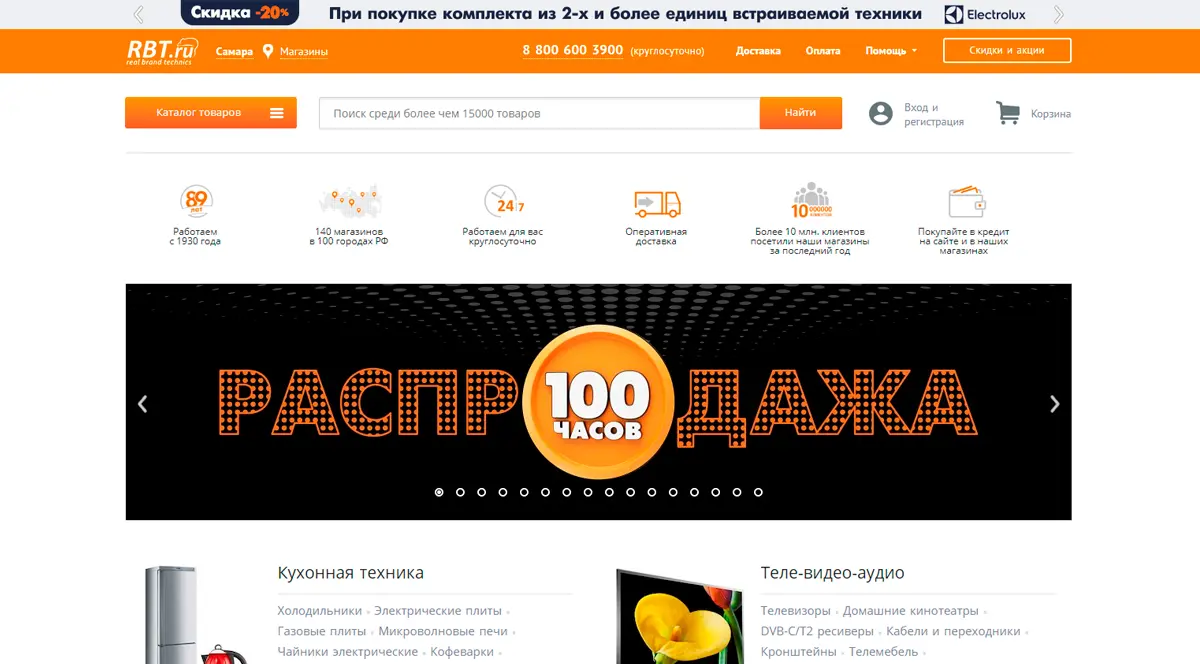 Скидка -20%
При покупке комплекта из 2-х и более единиц встраиваемой техники
Electrolux
RBT.ru
real brand technics
Самара
Магазины
8 800 600 3900 (круглосуточно)
Доставка
Оплата
Помощь
Скидки и акции
Каталог товаров
Поиск среди более чем 15000 товаров
Найти
Вход и
регистрация
Корзина
89
лет
Работаем
с 1930 года
140 магазинов
в 100 городах РФ
24/7
Работаем для вас
круглосуточно
Оперативная
доставка
10 000000
Более 10 млн. клиентов
посетили наши магазины
за последний год
Покупайте в кредит
на сайте и в наших
магазинах
РАСПР ДАЖА
100
ЧАСОВ
Кухонная техника
Холодильники
Электрические плиты
Газовые плиты
Микроволновые печи
Чайники электрические
Кофеварки
Теле-видео-аудио
Телевизоры
Домашние кинотеатры
DVB-C/T2 ресиверы
Кабели и переходники
Кронштейны
Телемебель